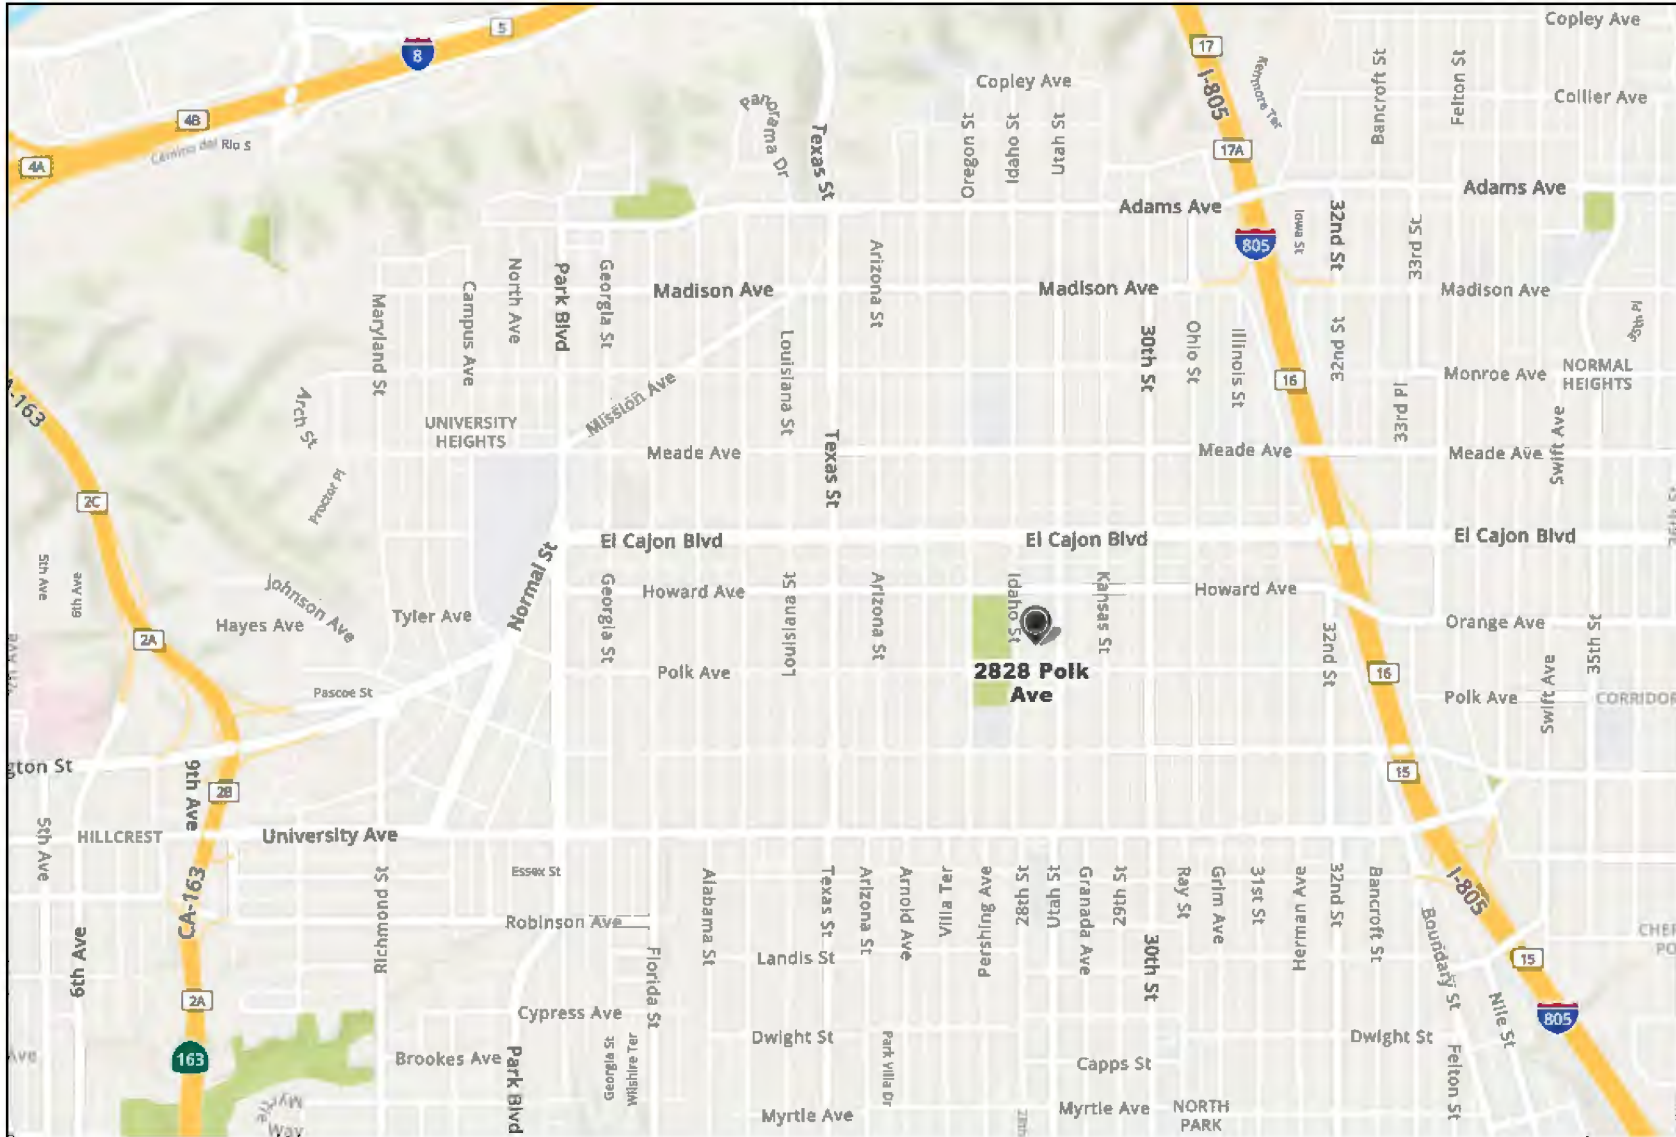 Copley Ave
5
17
8
I-805
Kenmore Ter
Bancroft St
Felton St
Copley Ave
Panorama Dr
Collier Ave
4B
Texas St
Oregon St
Idaho St
Utah St
Camino del Rio S
17A
4A
Adams Ave
Adams Ave
805
Iowa St
32nd St
33rd St
Arizona St
Maryland St
Campus Ave
North Ave
Park Blvd
Georgia St
Madison Ave
Madison Ave
Madison Ave
Louisiana St
30th St
Ohio St
Illinois St
32nd St
16
Monroe Ave
NORMAL
HEIGHTS
-163
Arch St
Mission Ave
33rd Pl
Swift Ave
UNIVERSITY
HEIGHTS
Meade Ave
Texas St
Meade Ave
Meade Ave
2C
Proctor Pl
Normal St
El Cajon Blvd
El Cajon Blvd
El Cajon Blvd
5th Ave
6th Ave
Johnson Ave
Georgia St
Howard Ave
Louisiana St
Arizona St
Idaho St
Kansas St
Howard Ave
Hayes Ave
Tyler Ave
2A
32nd St
Orange Ave
35th St
Polk Ave
2828 Polk
Ave
16
Pascoe St
Polk Ave
Swift Ave
CORRIDOR
gton St
9th Ave
2B
15
5th Ave
HILLCREST
University Ave
CA-163
Richmond St
Essex St
Alabama St
Texas St
Arizona St
Arnold Ave
Villa Ter
Pershing Ave
28th St
Utah St
Granada Ave
29th St
Ray St
Grim Ave
31st St
Herman Ave
32nd St
Bancroft St
I-805
6th Ave
Robinson Ave
Florida St
Landis St
30th St
Boundary St
15
CHER
PO
2A
Cypress Ave
Nile St
805
163
Ave
Brookes Ave
Park Blvd
Georgia St
Wilshire Ter
Dwight St
Park Villa Dr
Capps St
Dwight St
Felton St
Myrtle
Way
Myrtle Ave
28th
Myrtle Ave
NORTH
PARK